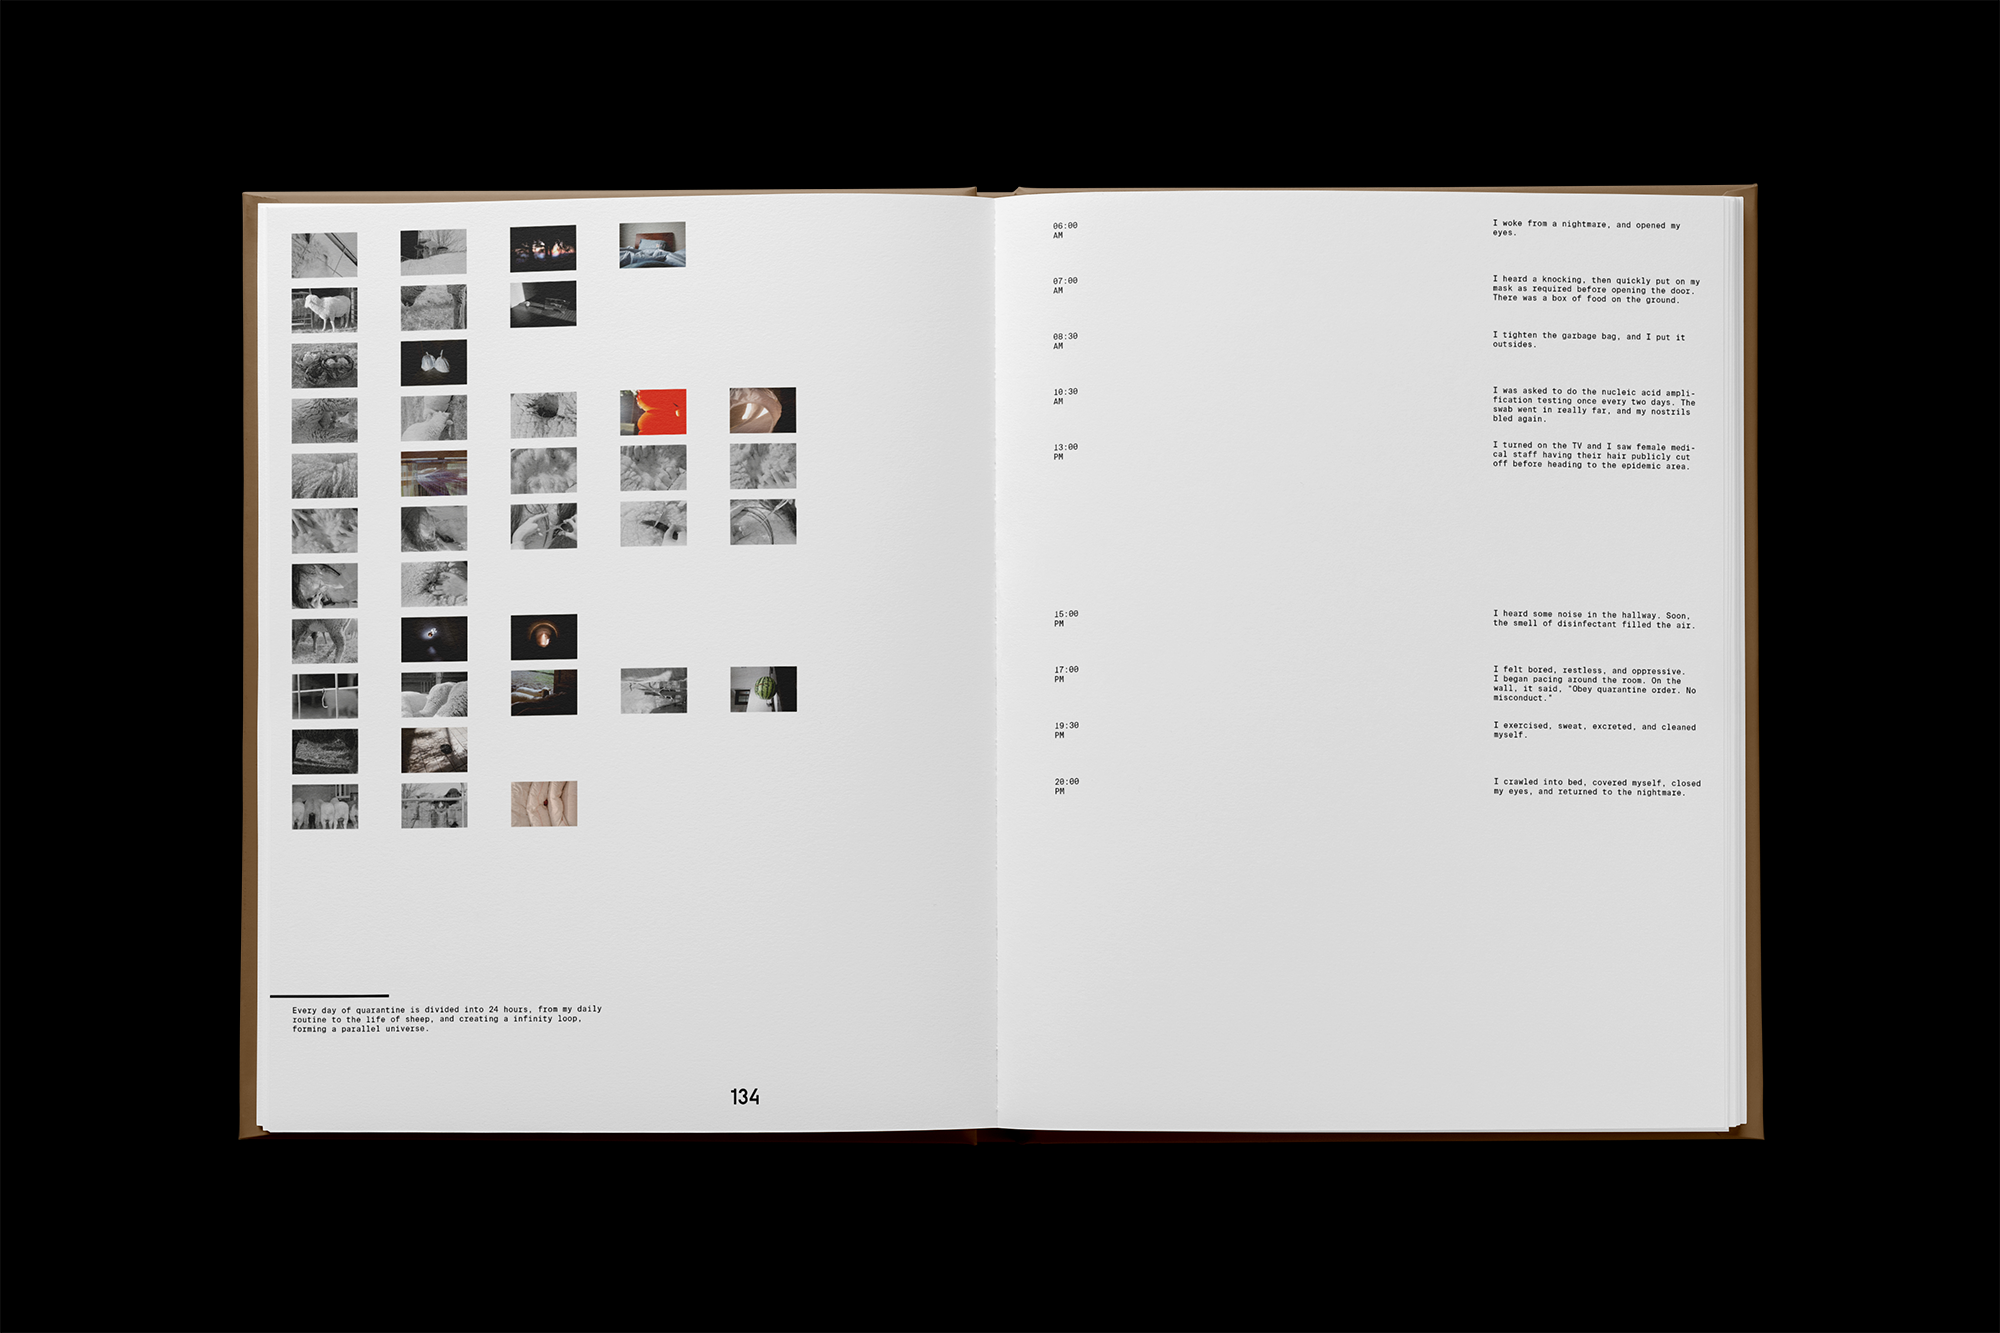 Every day of quarantine is divided into 24 hours, from my daily
routine to the life of sheep, and creating a infinity loop,
forming a parallel universe.
134
06:00
AM
I woke from a nightmare, and opened my
eyes.
07:00
AM
I heard a knocking, then quickly put on my
mask as required before opening the door.
There was a box of food on the ground.
08:30
AM
I tighten the garbage bag, and I put it
outsides.
10:30
AM
I was asked to do the nucleic acid ampli-
fication testing once every two days. The
swab went in really far, and my nostrils
bled again.
13:00
PM
I turned on the TV and I saw female medi-
cal staff having their hair publicly cut
off before heading to the epidemic area.
15:00
PM
I heard some noise in the hallway. Soon,
the smell of disinfectant filled the air.
17:00
PM
I felt bored, restless, and oppressive.
I began pacing around the room. On the
wall, it said, "Obey quarantine order. No
misconduct."
19:30
PM
I exercised, sweat, excreted, and cleaned
myself.
20:00
PM
I crawled into bed, covered myself, closed
my eyes, and returned to the nightmare.